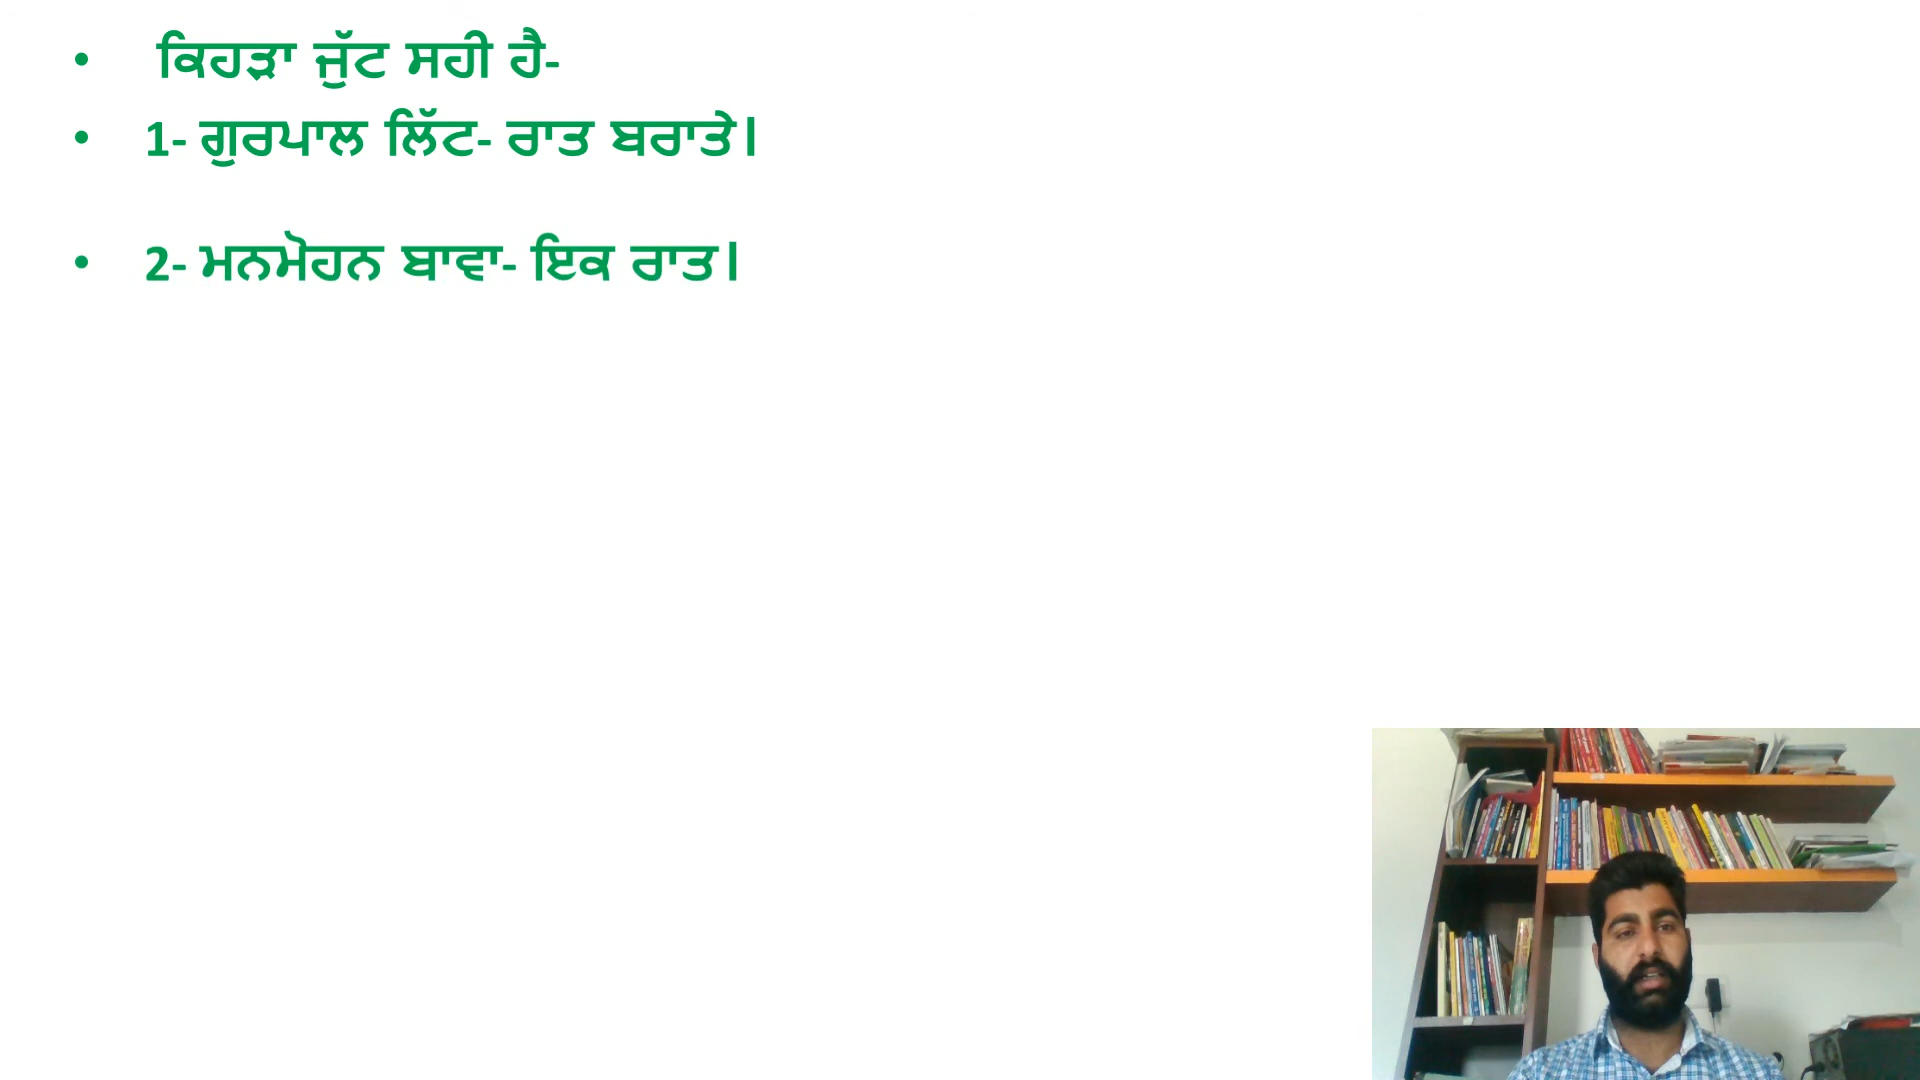 • ਕਿਹੜਾ ਜੁੱਟ ਸਹੀ ਹੈ-
• 1- ਗੁਰਪਾਲ ਲਿੱਟ- ਰਾਤ ਬਰਾਤੇ।
• 2- ਮਨਮੋਹਨ ਬਾਵਾ- ਇਕ ਰਾਤ।